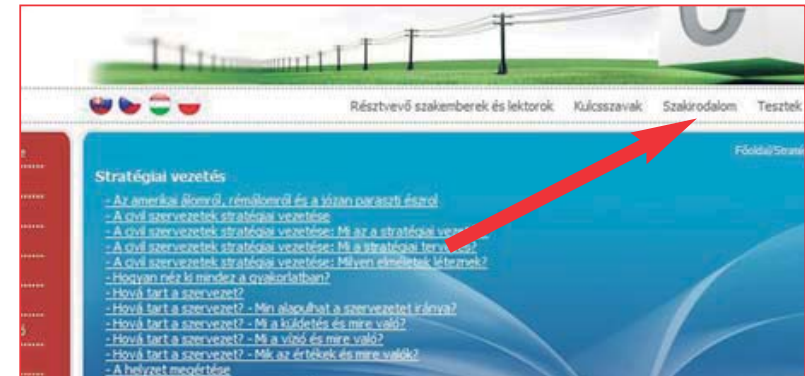 C
Résztvevő szakemberek és lektorok Kulcsszavak Szakirodalom Tesztek
Főoldal/Straté
Stratégiai vezetés
- Az amerikai álomról, rémálomról és a józan paraszti észről
- A civil szervezetek stratégiai vezetése
- A civil szervezetek stratégiai vezetése: Mi az a stratégiai
- A civil szervezetek stratégiai vezetése: Mi a stratégiai tervezés?
- A civil szervezetek stratégiai vezetése: Milyen elméletek léteznek?
- Hogyan néz ki mindez a gyakorlatban?
- Hová tart a szervezet?
- Hová tart a szervezet? - Min alapulhat a szervezetet iránya?
- Hová tart a szervezet? - Mi a küldetés és mire való?
- Hová tart a szervezet? - Mi a vízió és mire való?
- Hová tart a szervezet? - Mik az értékek és mire valók?
- A helyzet megértése